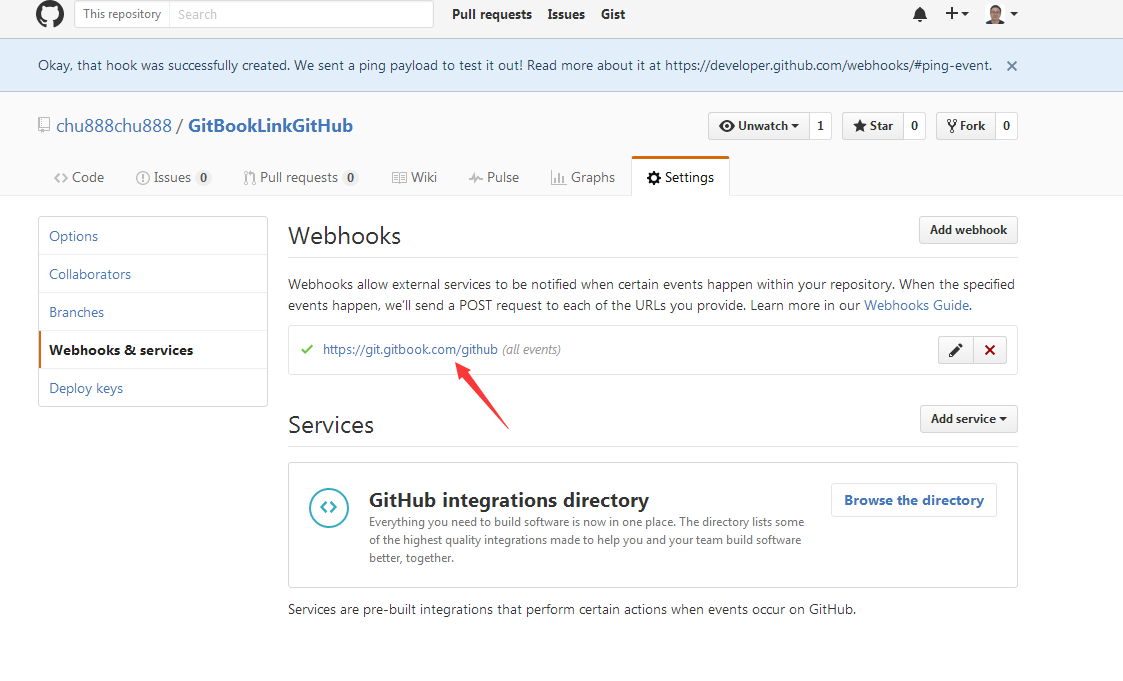 This repository Search Pull requests Issues Gist
Okay, that hook was successfully created. We sent a ping payload to test it out! Read more about it at https://developer.github.com/webhooks/#ping-event.
chu888chu888 / GitBookLinkGitHub Unwatch 1 Star 0 Fork 0
Code Issues 0 Pull requests 0 Wiki Pulse Graphs Settings
Options
Collaborators
Branches
Webhooks & services
Deploy keys
Webhooks Add webhook
Webhooks allow external services to be notified when certain events happen within your repository. When the specified
events happen, we'll send a POST request to each of the URLs you provide. Learn more in our Webhooks Guide.
https://git.gitbook.com/github (all events)
Services Add service
GitHub integrations directory Browse the directory
Everything you need to build software is now in one place. The directory lists some
of the highest quality integrations made to help you and your team build software
better, together.
Services are pre-built integrations that perform certain actions when events occur on GitHub.